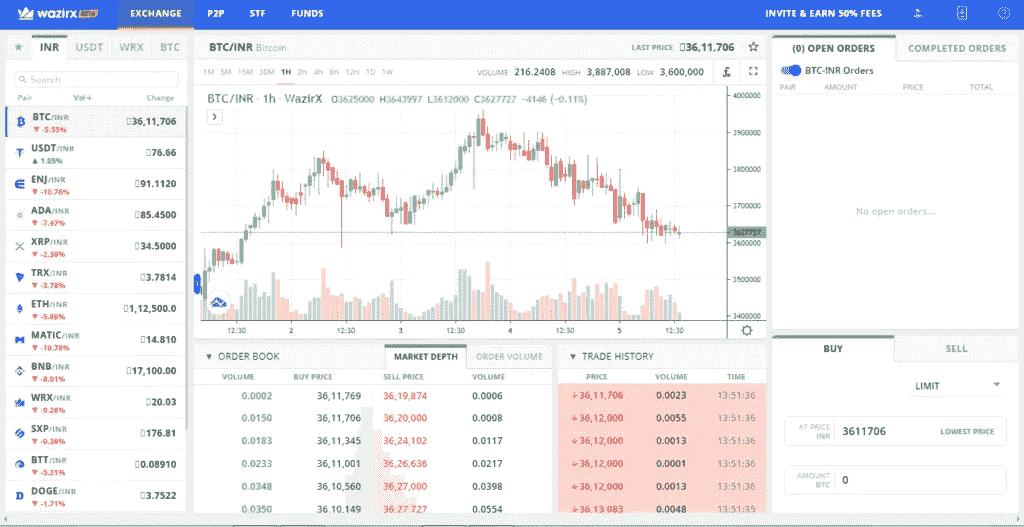 wazirx
EXCHANGE P2P STF FUNDS INVITE & EARN 50% FEES
INR USDT WRX BTC
Search
Pair Vol↓ Change
BTC/INR ▯36,11,706
▼ -5.55%
USDT/INR ▯76.66
▲ 1.05%
ENJ/INR ▯91.1120
▼ -10.76%
ADA/INR ▯85.4500
▼ -7.47%
XRP/INR ▯34.5000
▼ -2.39%
TRX/INR ▯3.7814
▼ -3.78%
ETH/INR ▯1,12,500.0
▼ -5.89%
MATIC/INR ▯14.810
▼ -10.78%
BNB/INR ▯17,100.00
▼ -8.01%
WRX/INR ▯20.03
▼ -9.28%
SXP/INR ▯176.81
▼ -9.39%
BTT/INR ▯0.08910
▼ -5.21%
DOGE/INR ▯3.7522
▼ -1.71%
BTC/INR Bitcoin LAST PRICE ▯36,11,706
1M 5M 15M 30M 1H 2H 4H 6H 12H 1D 1W VOLUME 216.2408 HIGH 3,887,008 LOW 3,600,000
BTC/INR · 1h · WazirX O3625000 H3643997 L3612000 C3627727 -4146 (-0.11%)
4000000
3900000
3800000
3700000
3627727
3600000
3500000
3400000
12:30 2 12:30 3 12:30 4 12:30 5 12:30
▼ ORDER BOOK MARKET DEPTH ORDER VOLUME
VOLUME BUY PRICE SELL PRICE VOLUME
0.0002 36,11,769 36,19,874 0.0006
0.0150 36,11,706 36,20,000 0.0008
0.0183 36,11,345 36,24,102 0.0117
0.0233 36,11,001 36,26,636 0.0217
0.0348 36,10,560 36,27,000 0.0398
0.0350 36,10,149 36,27,727 0.0554
▼ TRADE HISTORY
PRICE VOLUME TIME
↓36,11,706 0.0023 13:51:36
↓36,12,000 0.0055 13:51:36
↓36,12,000 0.0013 13:51:36
↓36,12,000 0.0001 13:51:36
↓36,12,000 0.0013 13:51:36
↓36,13,083 0.0048 13:51:35
(0) OPEN ORDERS COMPLETED ORDERS
BTC-INR Orders
PAIR AMOUNT PRICE TOTAL
No open orders...
BUY SELL
LIMIT
AT PRICE
INR 3611706 LOWEST PRICE
AMOUNT
BTC 0